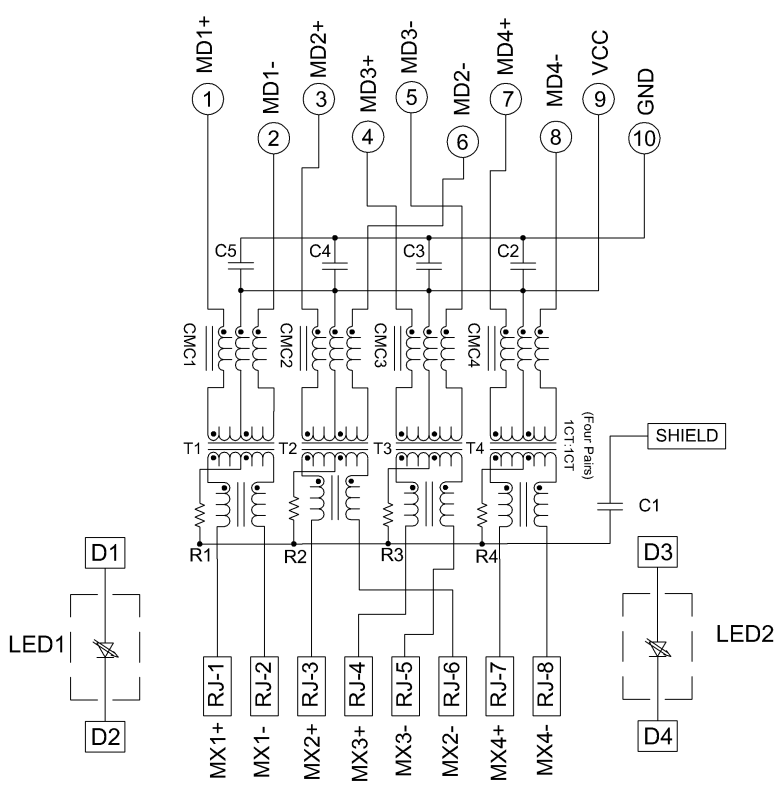 MD1+
MD1-
MD2+
MD3+
MD3-
MD2-
MD4+
MD4-
VCC
GND
1
2
3
4
5
6
7
8
9
10
C5
C4
C3
C2
CMC1
CMC2
CMC3
CMC4
T1
T2
T3
T4
1CT:1CT
(Four Pairs)
SHIELD
C1
R1
R2
R3
R4
D1
LED1
D2
D3
LED2
D4
RJ-1
RJ-2
RJ-3
RJ-4
RJ-5
RJ-6
RJ-7
RJ-8
MX1+
MX1-
MX2+
MX3+
MX3-
MX2-
MX4+
MX4-